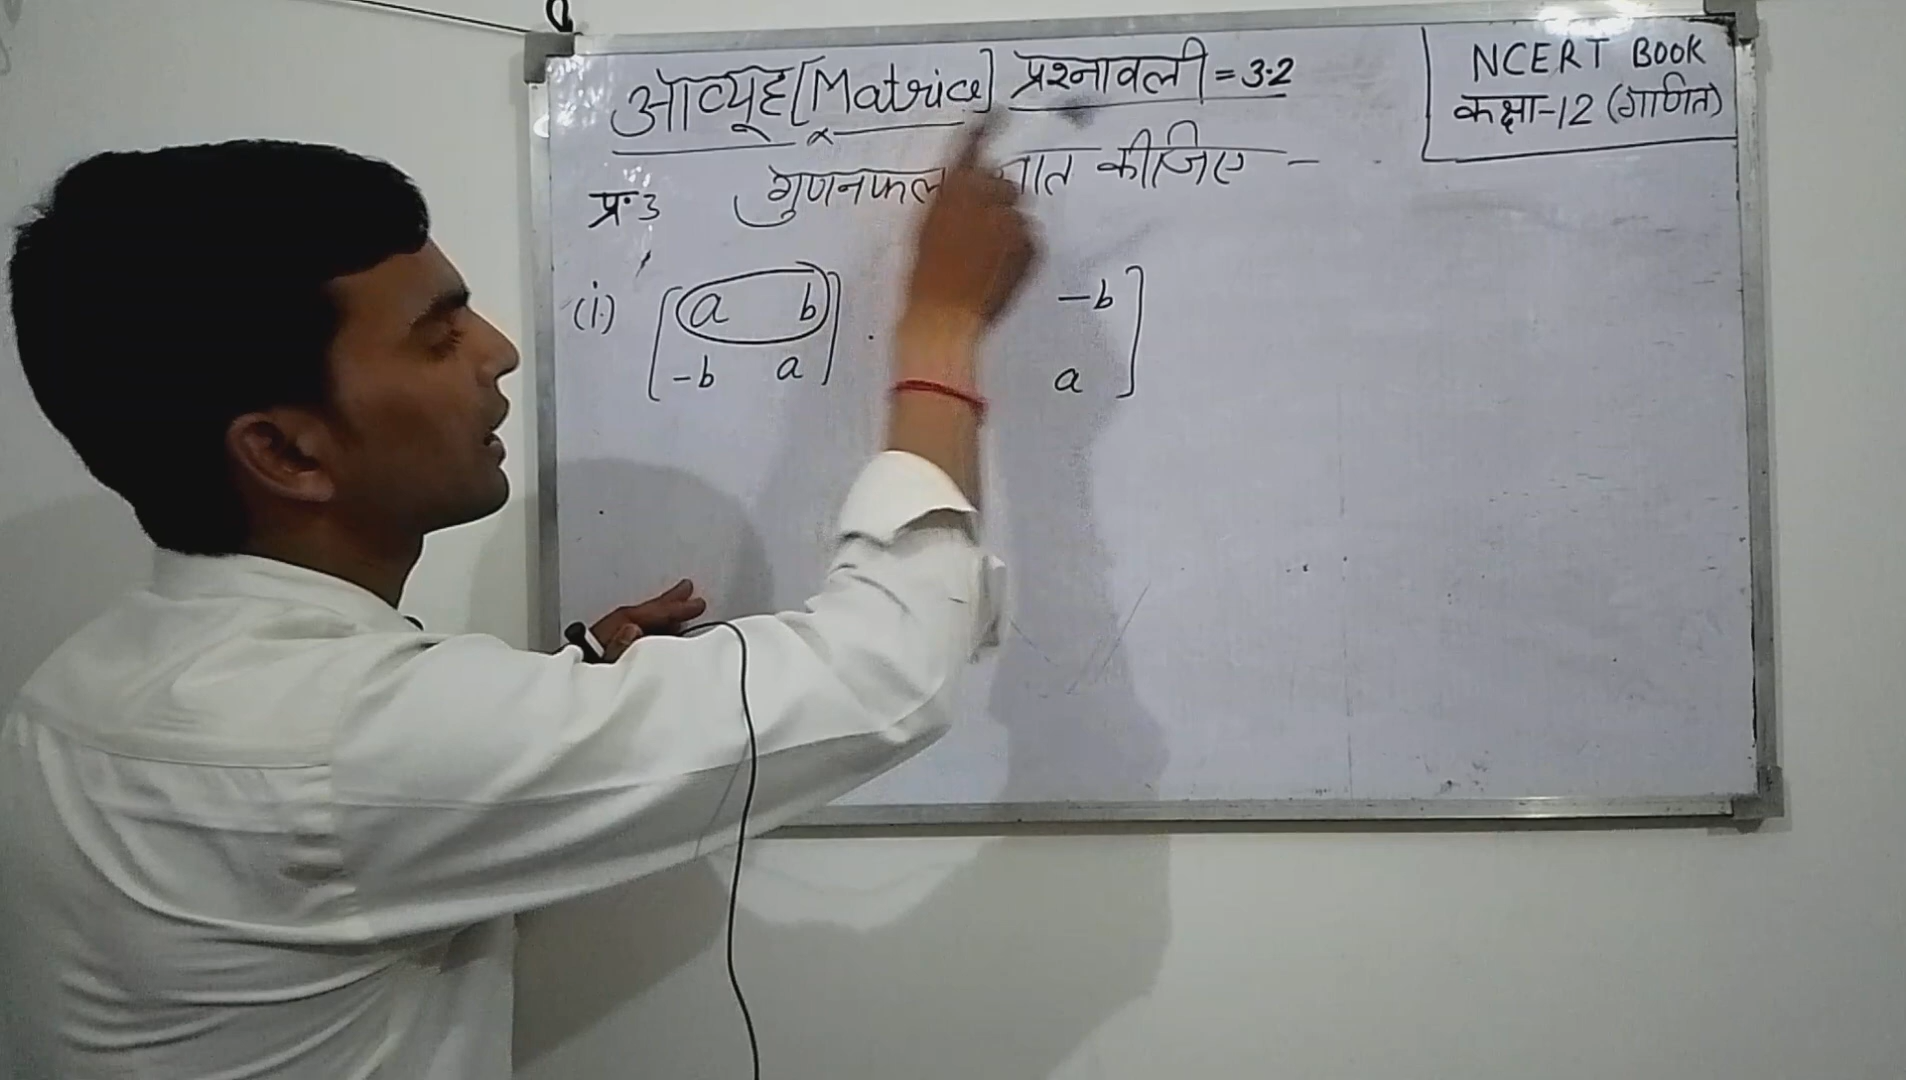 आव्यूह [Matrice] प्रश्नावली = 3.2
NCERT BOOK
कक्षा-12 (गणित)
प्र.3 गुणनफल ज्ञात कीजिए -
(i) [a b] . -b]
[-b a] a]